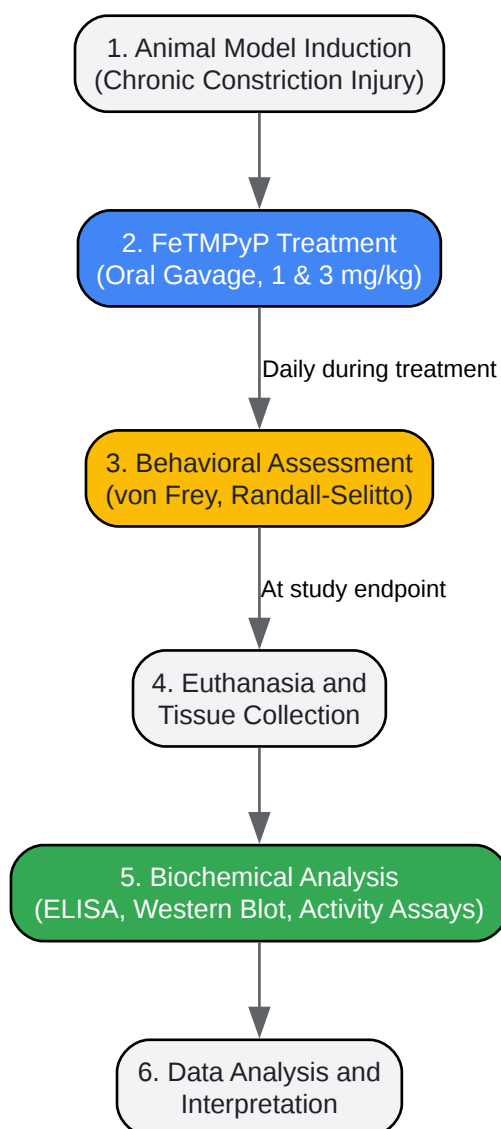 1. Animal Model Induction
(Chronic Constriction Injury)
2. FeTMPyP Treatment
(Oral Gavage, 1 & 3 mg/kg)
Daily during treatment
3. Behavioral Assessment
(von Frey, Randall-Selitto)
At study endpoint
4. Euthanasia and
Tissue Collection
5. Biochemical Analysis
(ELISA, Western Blot, Activity Assays)
6. Data Analysis and
Interpretation